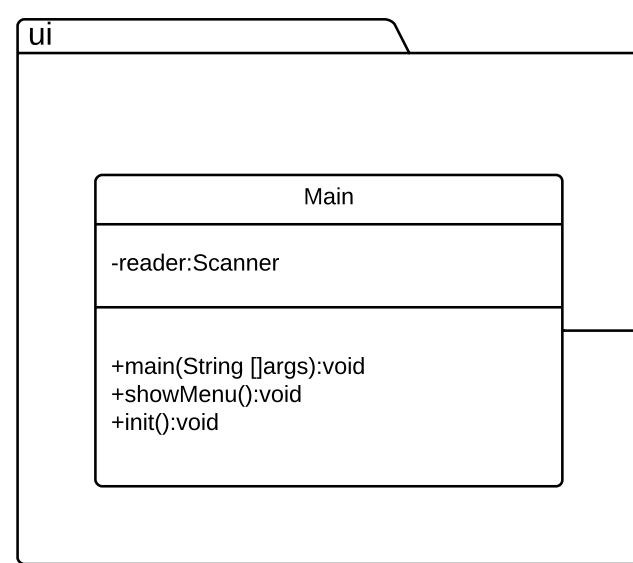 ui
Main
-reader:Scanner
+main(String []args):void
+showMenu():void
+init():void